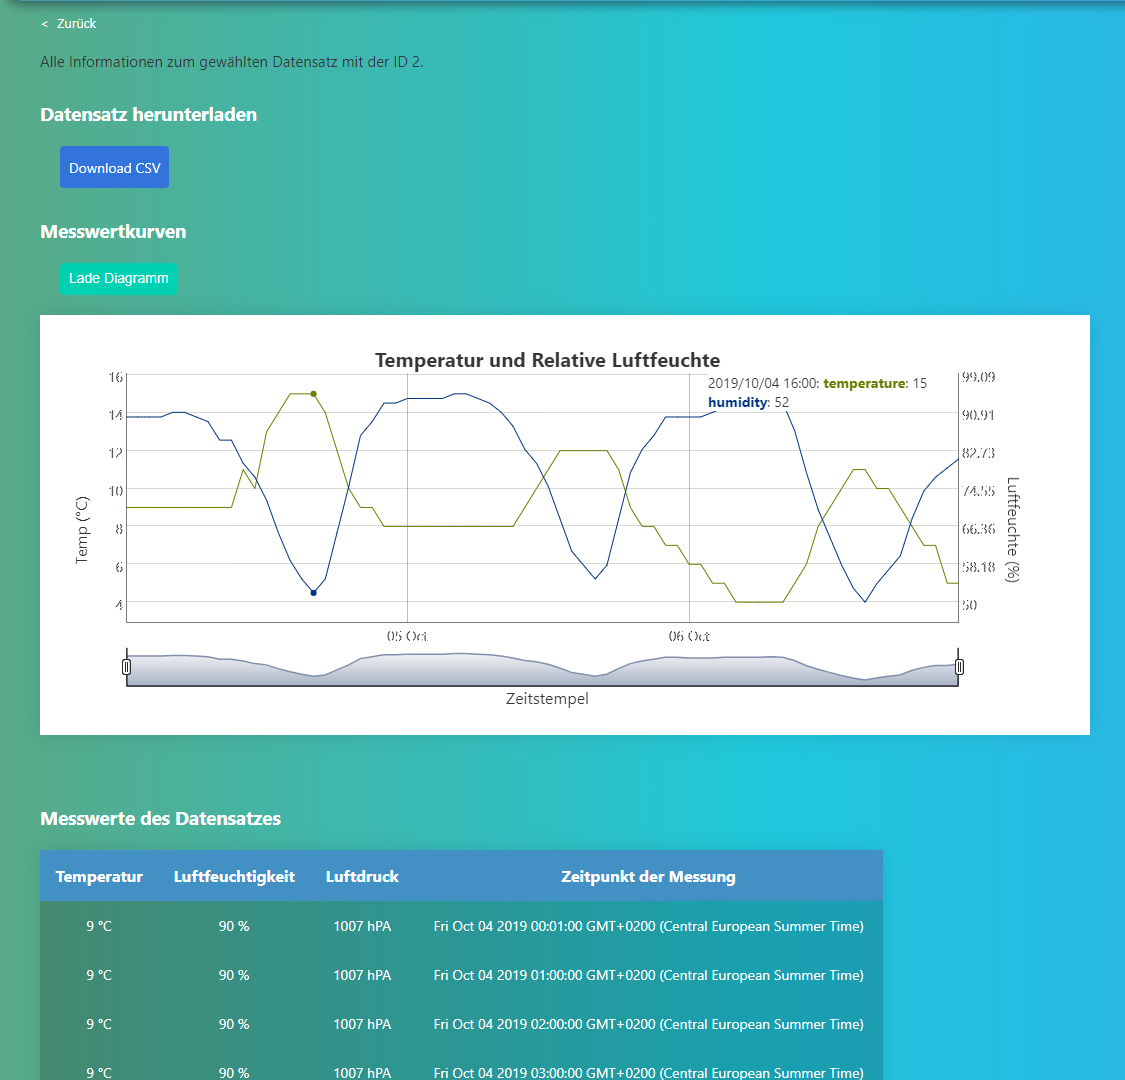 < Zurück
Alle Informationen zum gewählten Datensatz mit der ID 2.
Datensatz herunterladen
Download CSV
Messwertkurven
Lade Diagramm
Temperatur und Relative Luftfeuchte
2019/10/04 16:00: temperature: 15
humidity: 52
16
14
12
10
8
6
4
Temp (°C)
99.09
90.91
82.73
74.55
66.36
58.18
50
Luftfeuchte (%)
05 Oct
06 Oct
Zeitstempel
Messwerte des Datensatzes
Temperatur Luftfeuchtigkeit Luftdruck Zeitpunkt der Messung
9 °C 90 % 1007 hPA Fri Oct 04 2019 00:01:00 GMT+0200 (Central European Summer Time)
9 °C 90 % 1007 hPA Fri Oct 04 2019 01:00:00 GMT+0200 (Central European Summer Time)
9 °C 90 % 1007 hPA Fri Oct 04 2019 02:00:00 GMT+0200 (Central European Summer Time)
9 °C 90 % 1007 hPA Fri Oct 04 2019 03:00:00 GMT+0200 (Central European Summer Time)